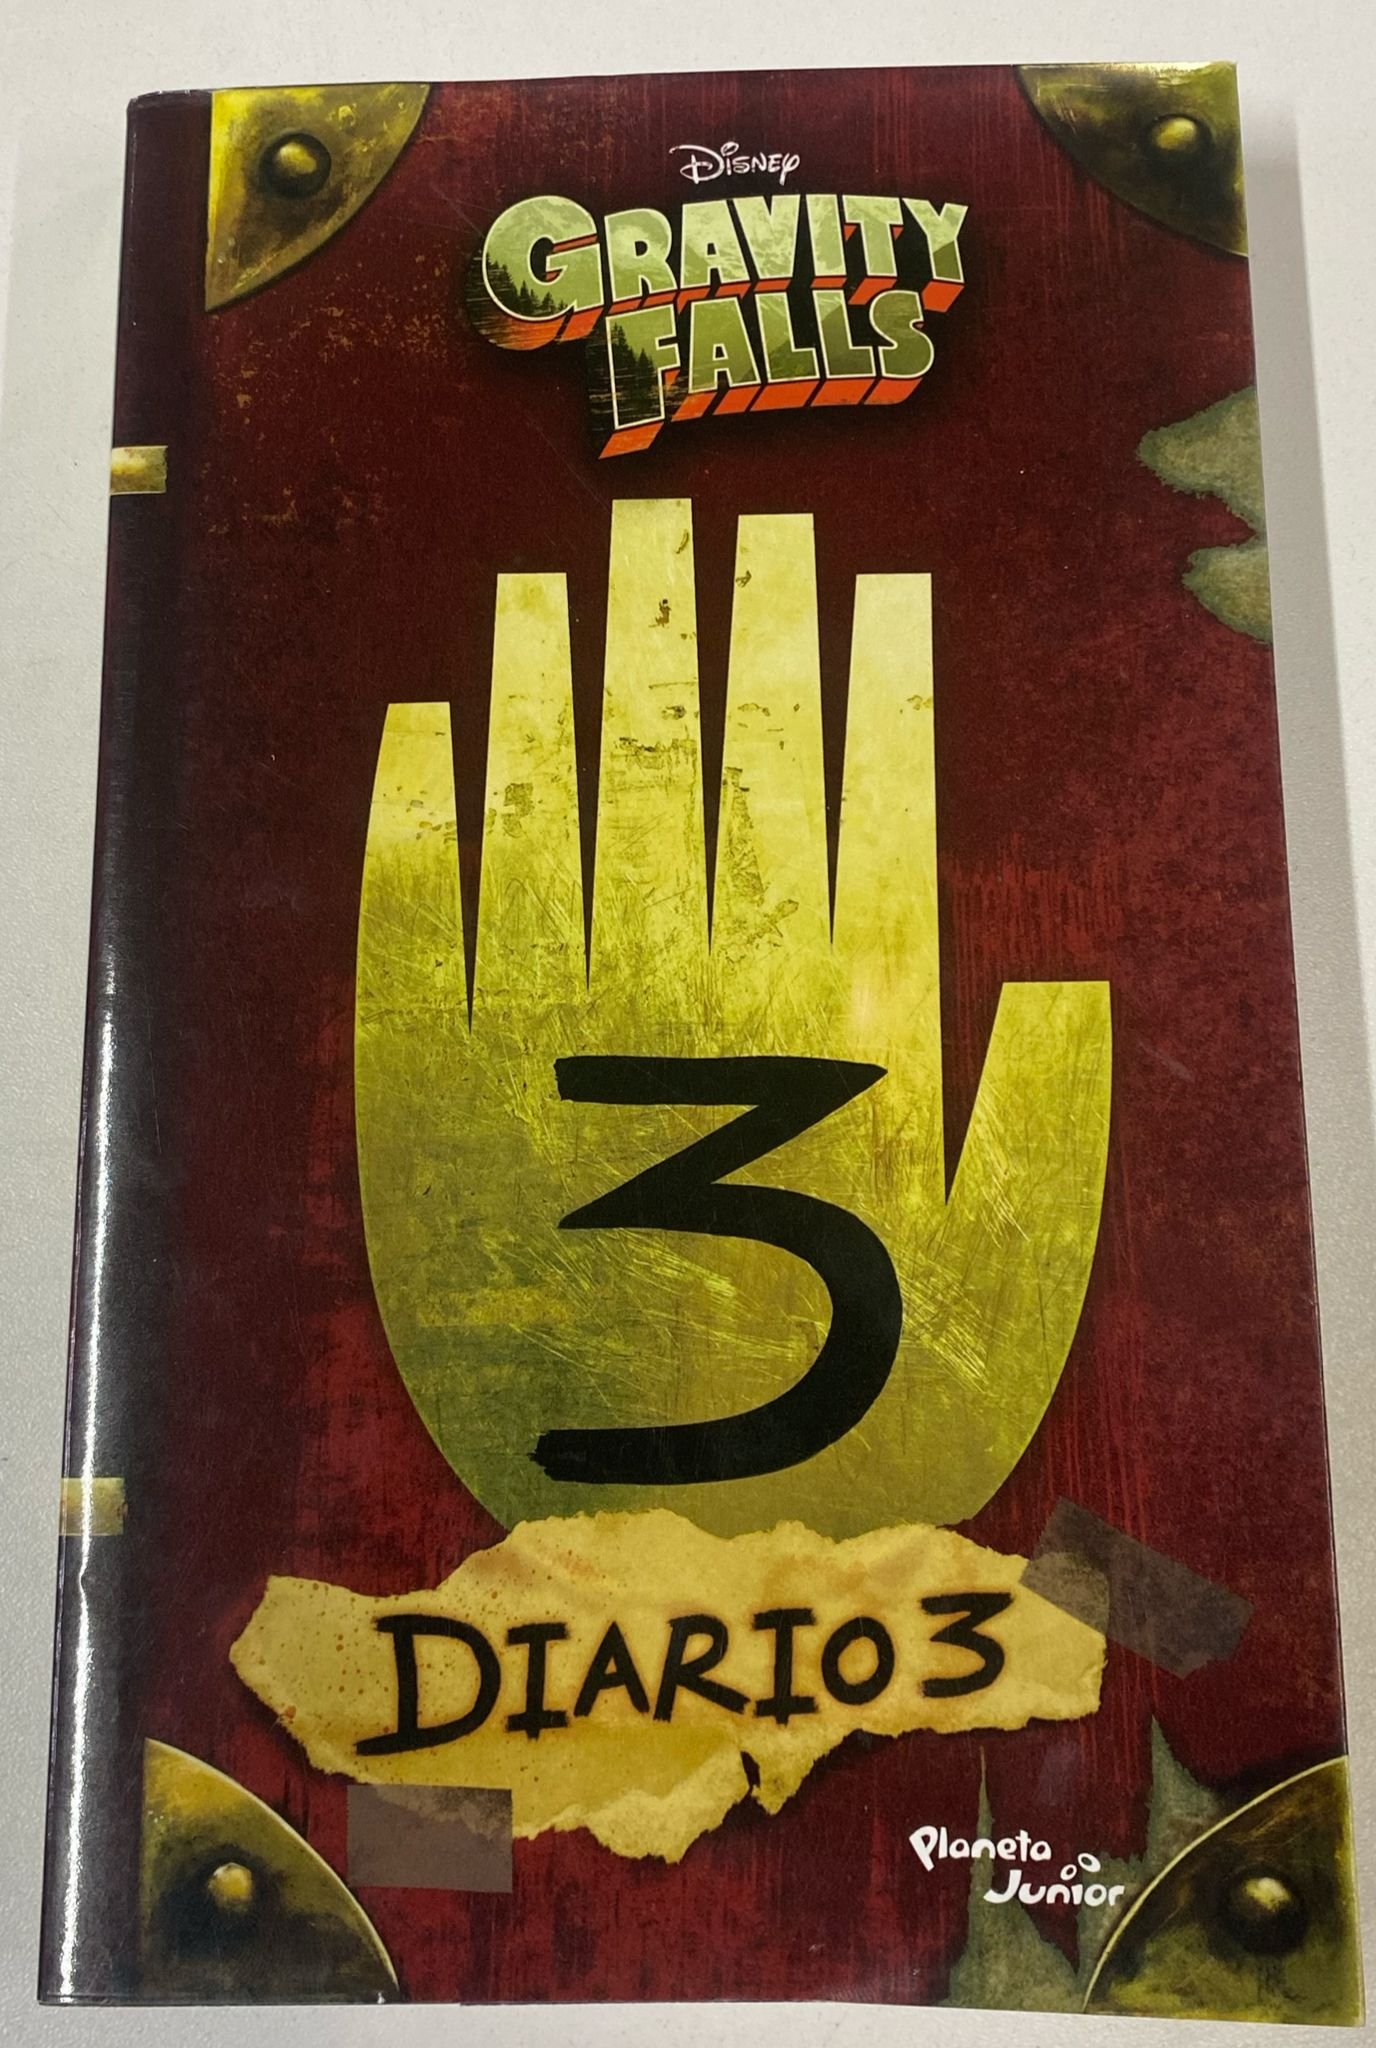 Disney
GRAVITY
FALLS
3
DIARIO 3
Planeta
Junior